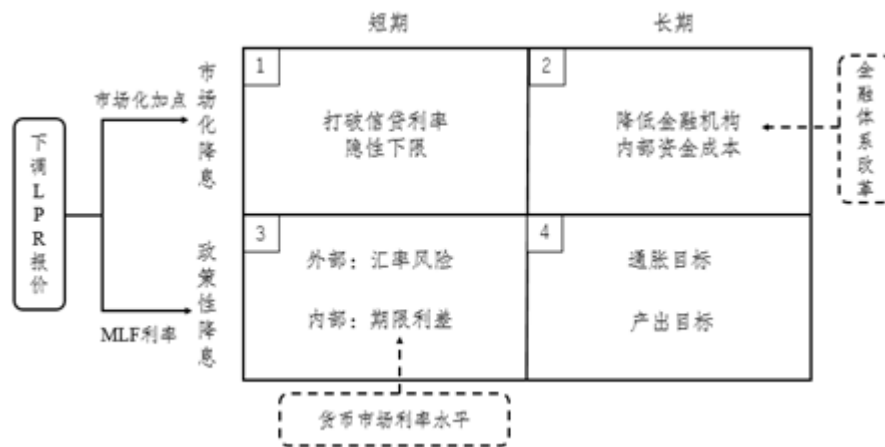 短期
长期
1
打破信贷利率
隐性下限
2
降低金融机构
内部资金成本
3
外部：汇率风险
内部：期限利差
4
通胀目标
产出目标
下调LPR报价
市场化加点
市场化降息
MLF利率
政策性降息
金融体系改革
货币市场利率水平